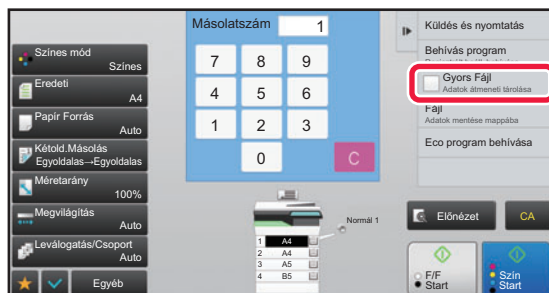 Másolatszám 1
Színes mód
Színes
Eredeti
A4
Papír Forrás
Auto
Kétold.Másolás
Egyoldalas→Egyoldalas
Méretarány
100%
Megvilágítás
Auto
Leválogatás/Csoport
Auto
Egyéb
7 8 9
4 5 6
1 2 3
0 C
Normál 1
1 A4
2 A4
3 A5
4 B5
Küldés és nyomtatás
Behívás program
Gyors Fájl
Adatok átmeneti tárolása
Fájl
Adatok mentése mappába
Eco program behívása
Előnézet CA
F/F
Start
Szín
Start